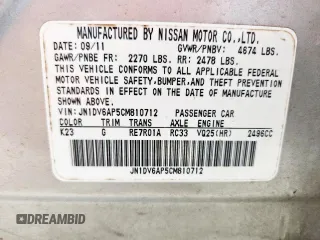 MANUFACTURED BY NISSAN MOTOR CO.,LTD.
DATE: 09/11 GVWR/PNBV: 4674 LBS.
GAWR/PNBE FR: 2270 LBS. RR: 2478 LBS.
THIS VEHICLE CONFORMS TO ALL APPLICABLE FEDERAL
MOTOR VEHICLE SAFETY,BUMPER,AND THEFT PREVENTION
STANDARDS IN EFFECT ON THE DATE OF MANUFACTURE
SHOWN ABOVE.
VIN: JN1DV6AP5CM810712 PASSENGER CAR
COLOR TRIM TRANS AXLE ENGINE
K23 G RE7R01A RC33 VQ25(HR) 2496CC
JN1DV6AP5CM810712
DREAMBID